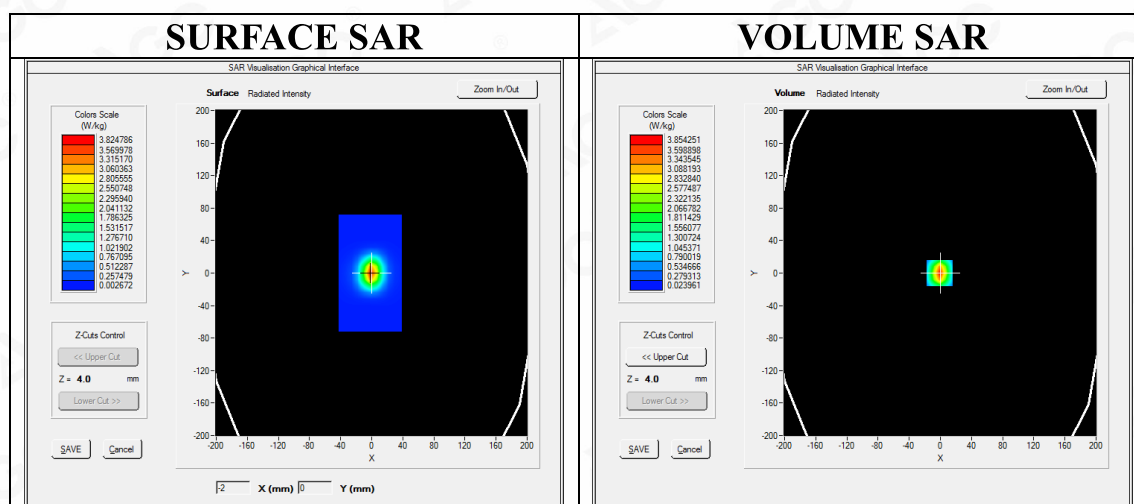 SURFACE SAR
SAR Visualisation Graphical Interface
Surface Radiated Intensity
Zoom In/Out
Colors Scale
(W/kg)
3.824786
3.569978
3.315170
3.060363
2.805555
2.550748
2.295940
2.041132
1.786325
1.531517
1.276710
1.021902
0.767095
0.512287
0.257479
0.002672
Z-Cuts Control
<< Upper Cut
Z = 4.0 mm
Lower Cut >>
SAVE Cancel
200
160
120
80
40
0
-40
-80
-120
-160
-200
Y
-200 -160 -120 -80 -40 0 40 80 120 160 200
X
-2 X (mm) 0 Y (mm)
VOLUME SAR
SAR Visualisation Graphical Interface
Volume Radiated Intensity
Zoom In/Out
Colors Scale
(W/kg)
3.854251
3.598898
3.343545
3.088193
2.832840
2.577487
2.322135
2.066782
1.811429
1.556077
1.300724
1.045371
0.790019
0.534666
0.279313
0.023961
Z-Cuts Control
<< Upper Cut
Z = 4.0 mm
Lower Cut >>
SAVE Cancel
200
160
120
80
40
0
-40
-80
-120
-160
-200
Y
-200 -160 -120 -80 -40 0 40 80 120 160 200
X